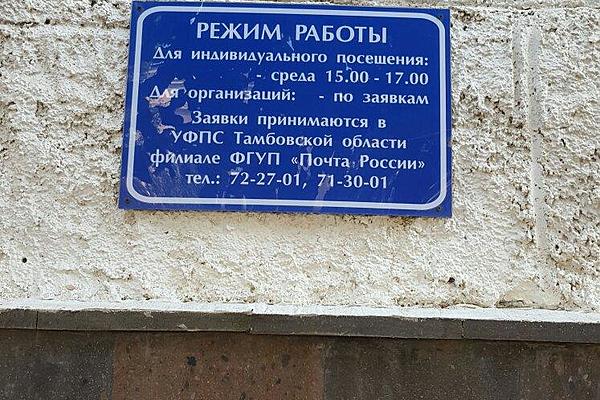 РЕЖИМ РАБОТЫ
Для индивидуального посещения:
- среда 15.00 - 17.00
Для организаций: - по заявкам
Заявки принимаются в
УФПС Тамбовской области
филиале ФГУП «Почта России»
тел.: 72-27-01, 71-30-01